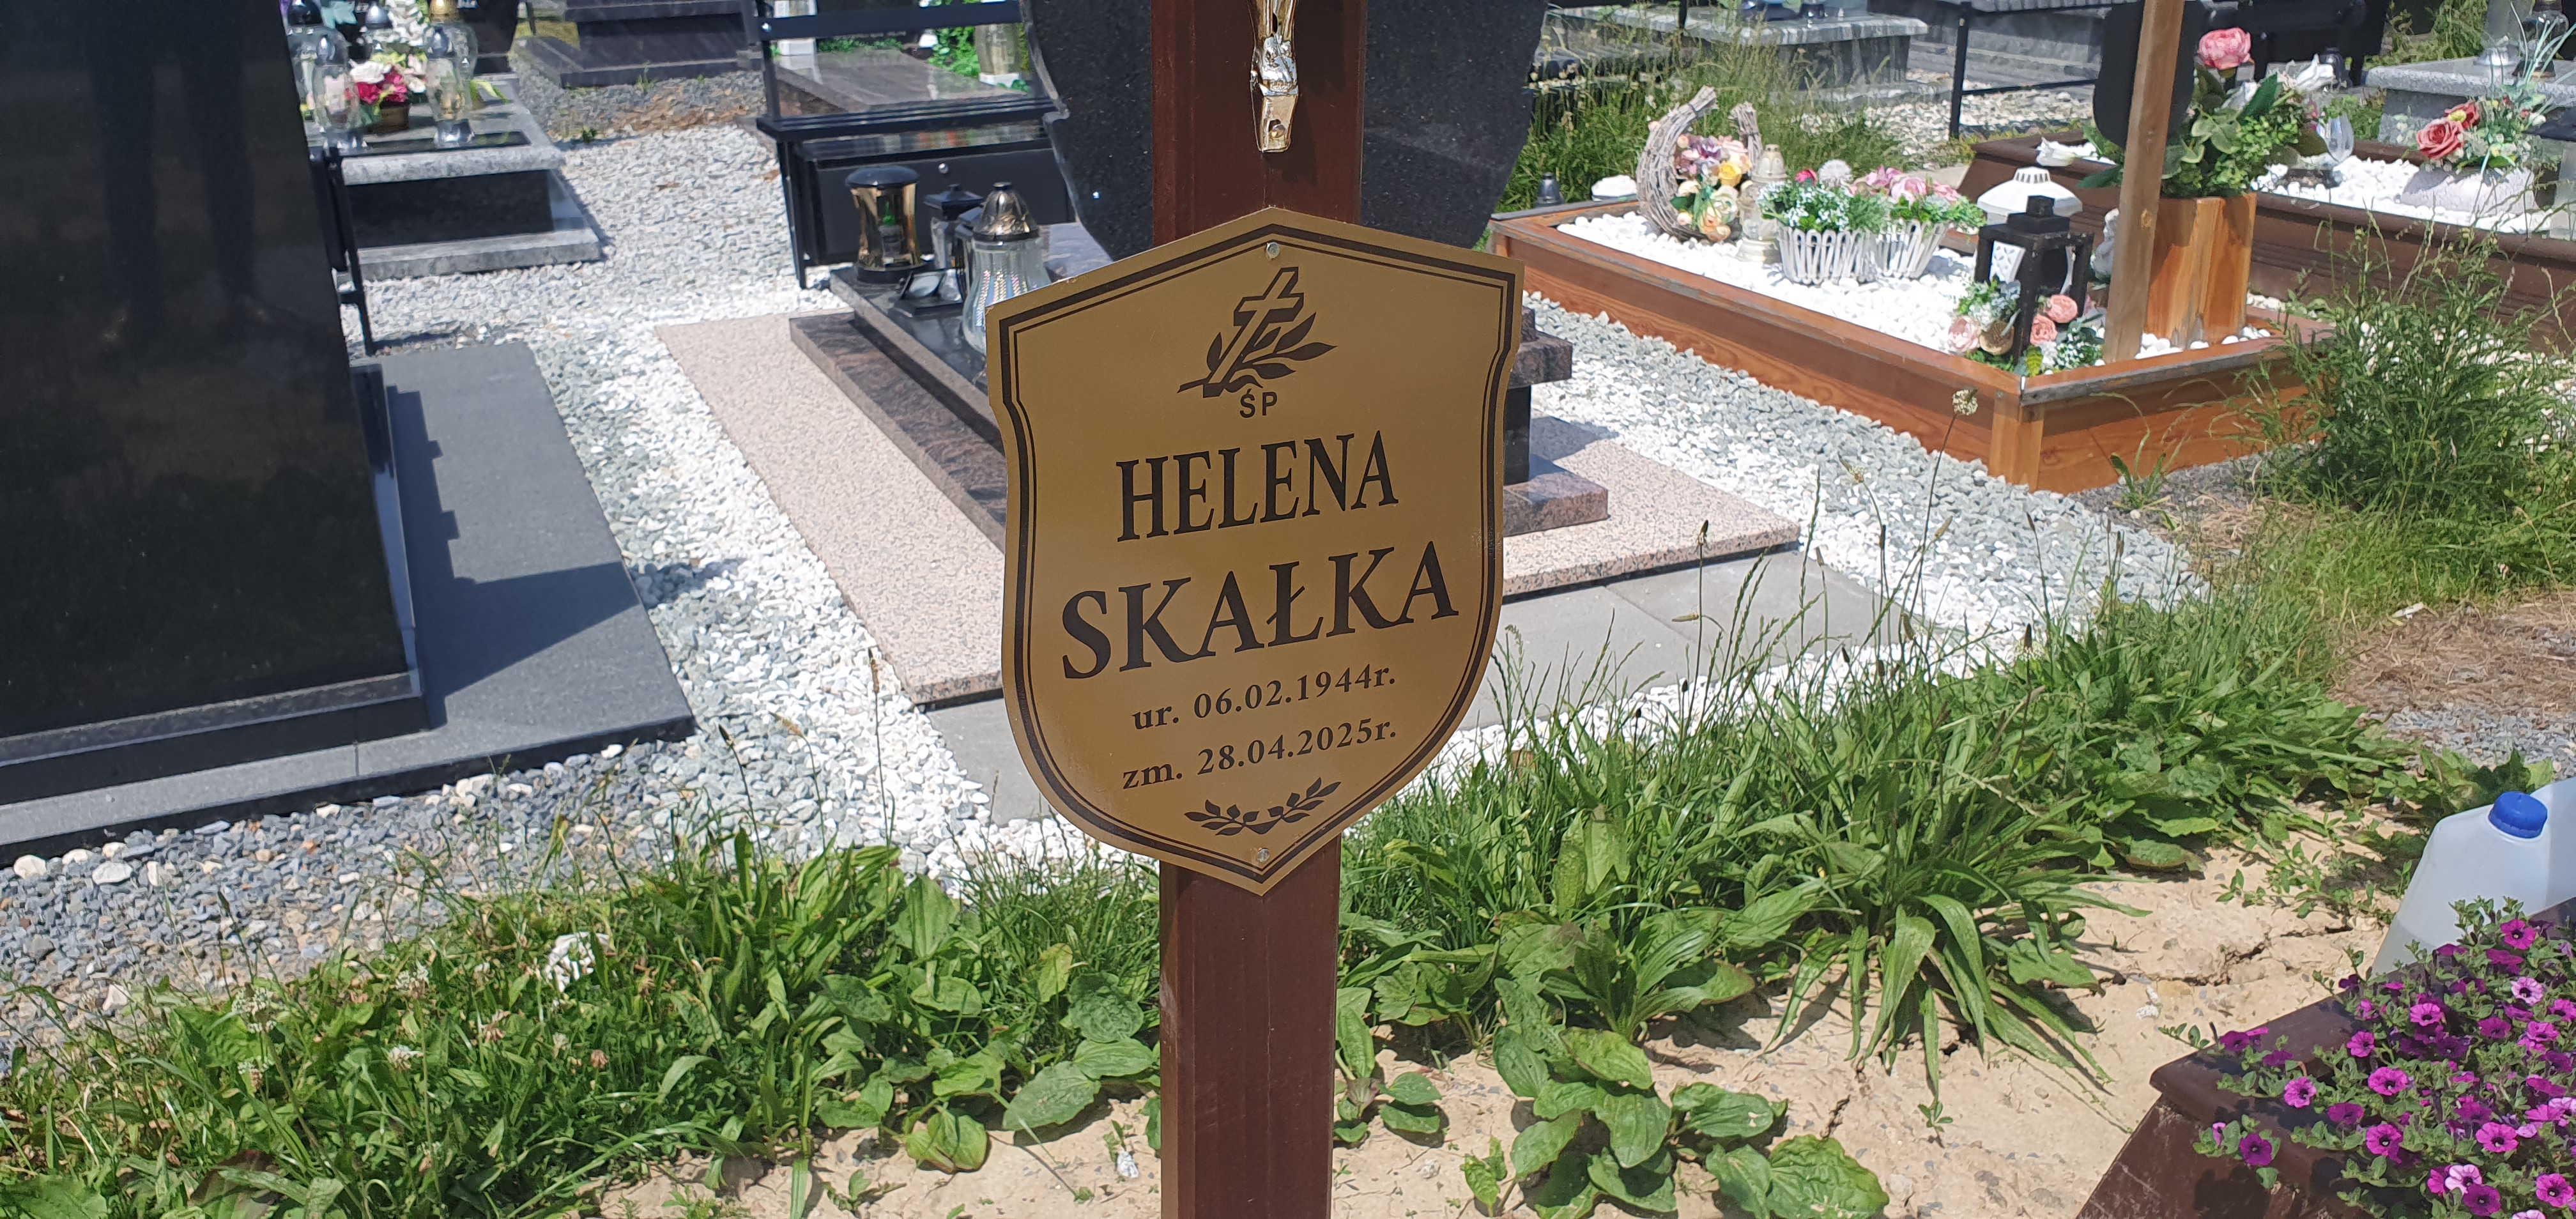 ŚP
HELENA
SKAŁKA
ur. 06.02.1944r.
zm. 28.04.2025r.